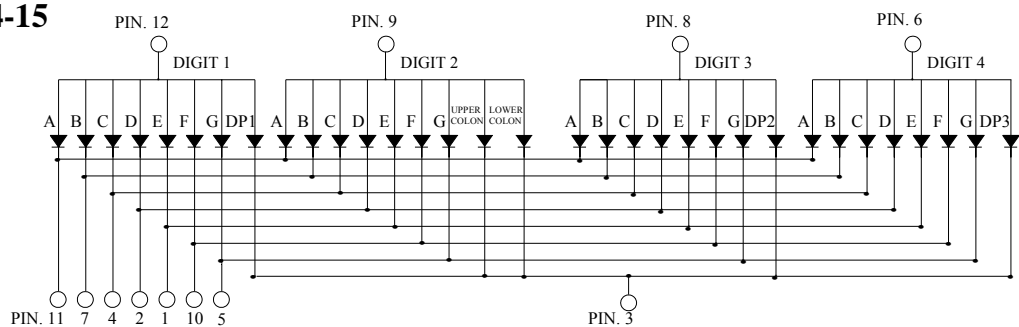 4-15
PIN. 12 PIN. 9 PIN. 8 PIN. 6
DIGIT 1 DIGIT 2 DIGIT 3 DIGIT 4
UPPER LOWER
COLON COLON
A B C D E F G DP1 A B C D E F G A B C D E F G DP2 A B C D E F G DP3
PIN. 11 7 4 2 1 10 5 PIN. 3